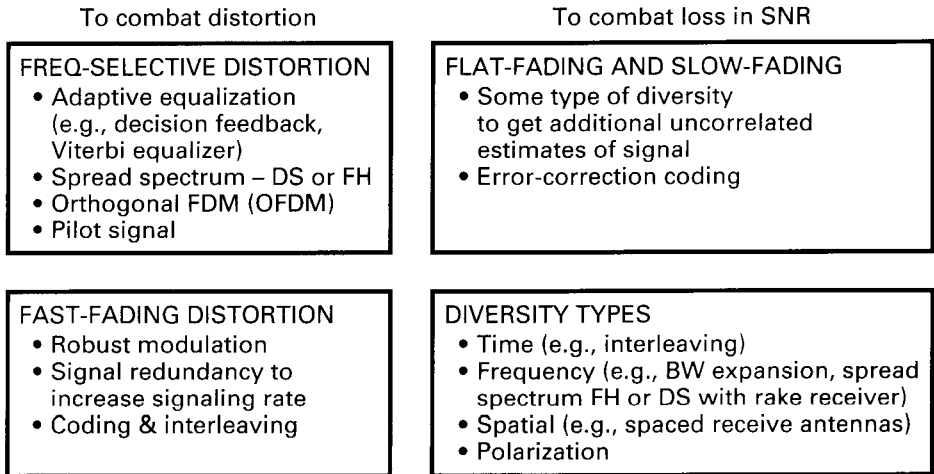 To combat distortion
FREQ-SELECTIVE DISTORTION
• Adaptive equalization
(e.g., decision feedback,
Viterbi equalizer)
• Spread spectrum – DS or FH
• Orthogonal FDM (OFDM)
• Pilot signal
FAST-FADING DISTORTION
• Robust modulation
• Signal redundancy to
increase signaling rate
• Coding & interleaving
To combat loss in SNR
FLAT-FADING AND SLOW-FADING
• Some type of diversity
to get additional uncorrelated
estimates of signal
• Error-correction coding
DIVERSITY TYPES
• Time (e.g., interleaving)
• Frequency (e.g., BW expansion, spread
spectrum FH or DS with rake receiver)
• Spatial (e.g., spaced receive antennas)
• Polarization